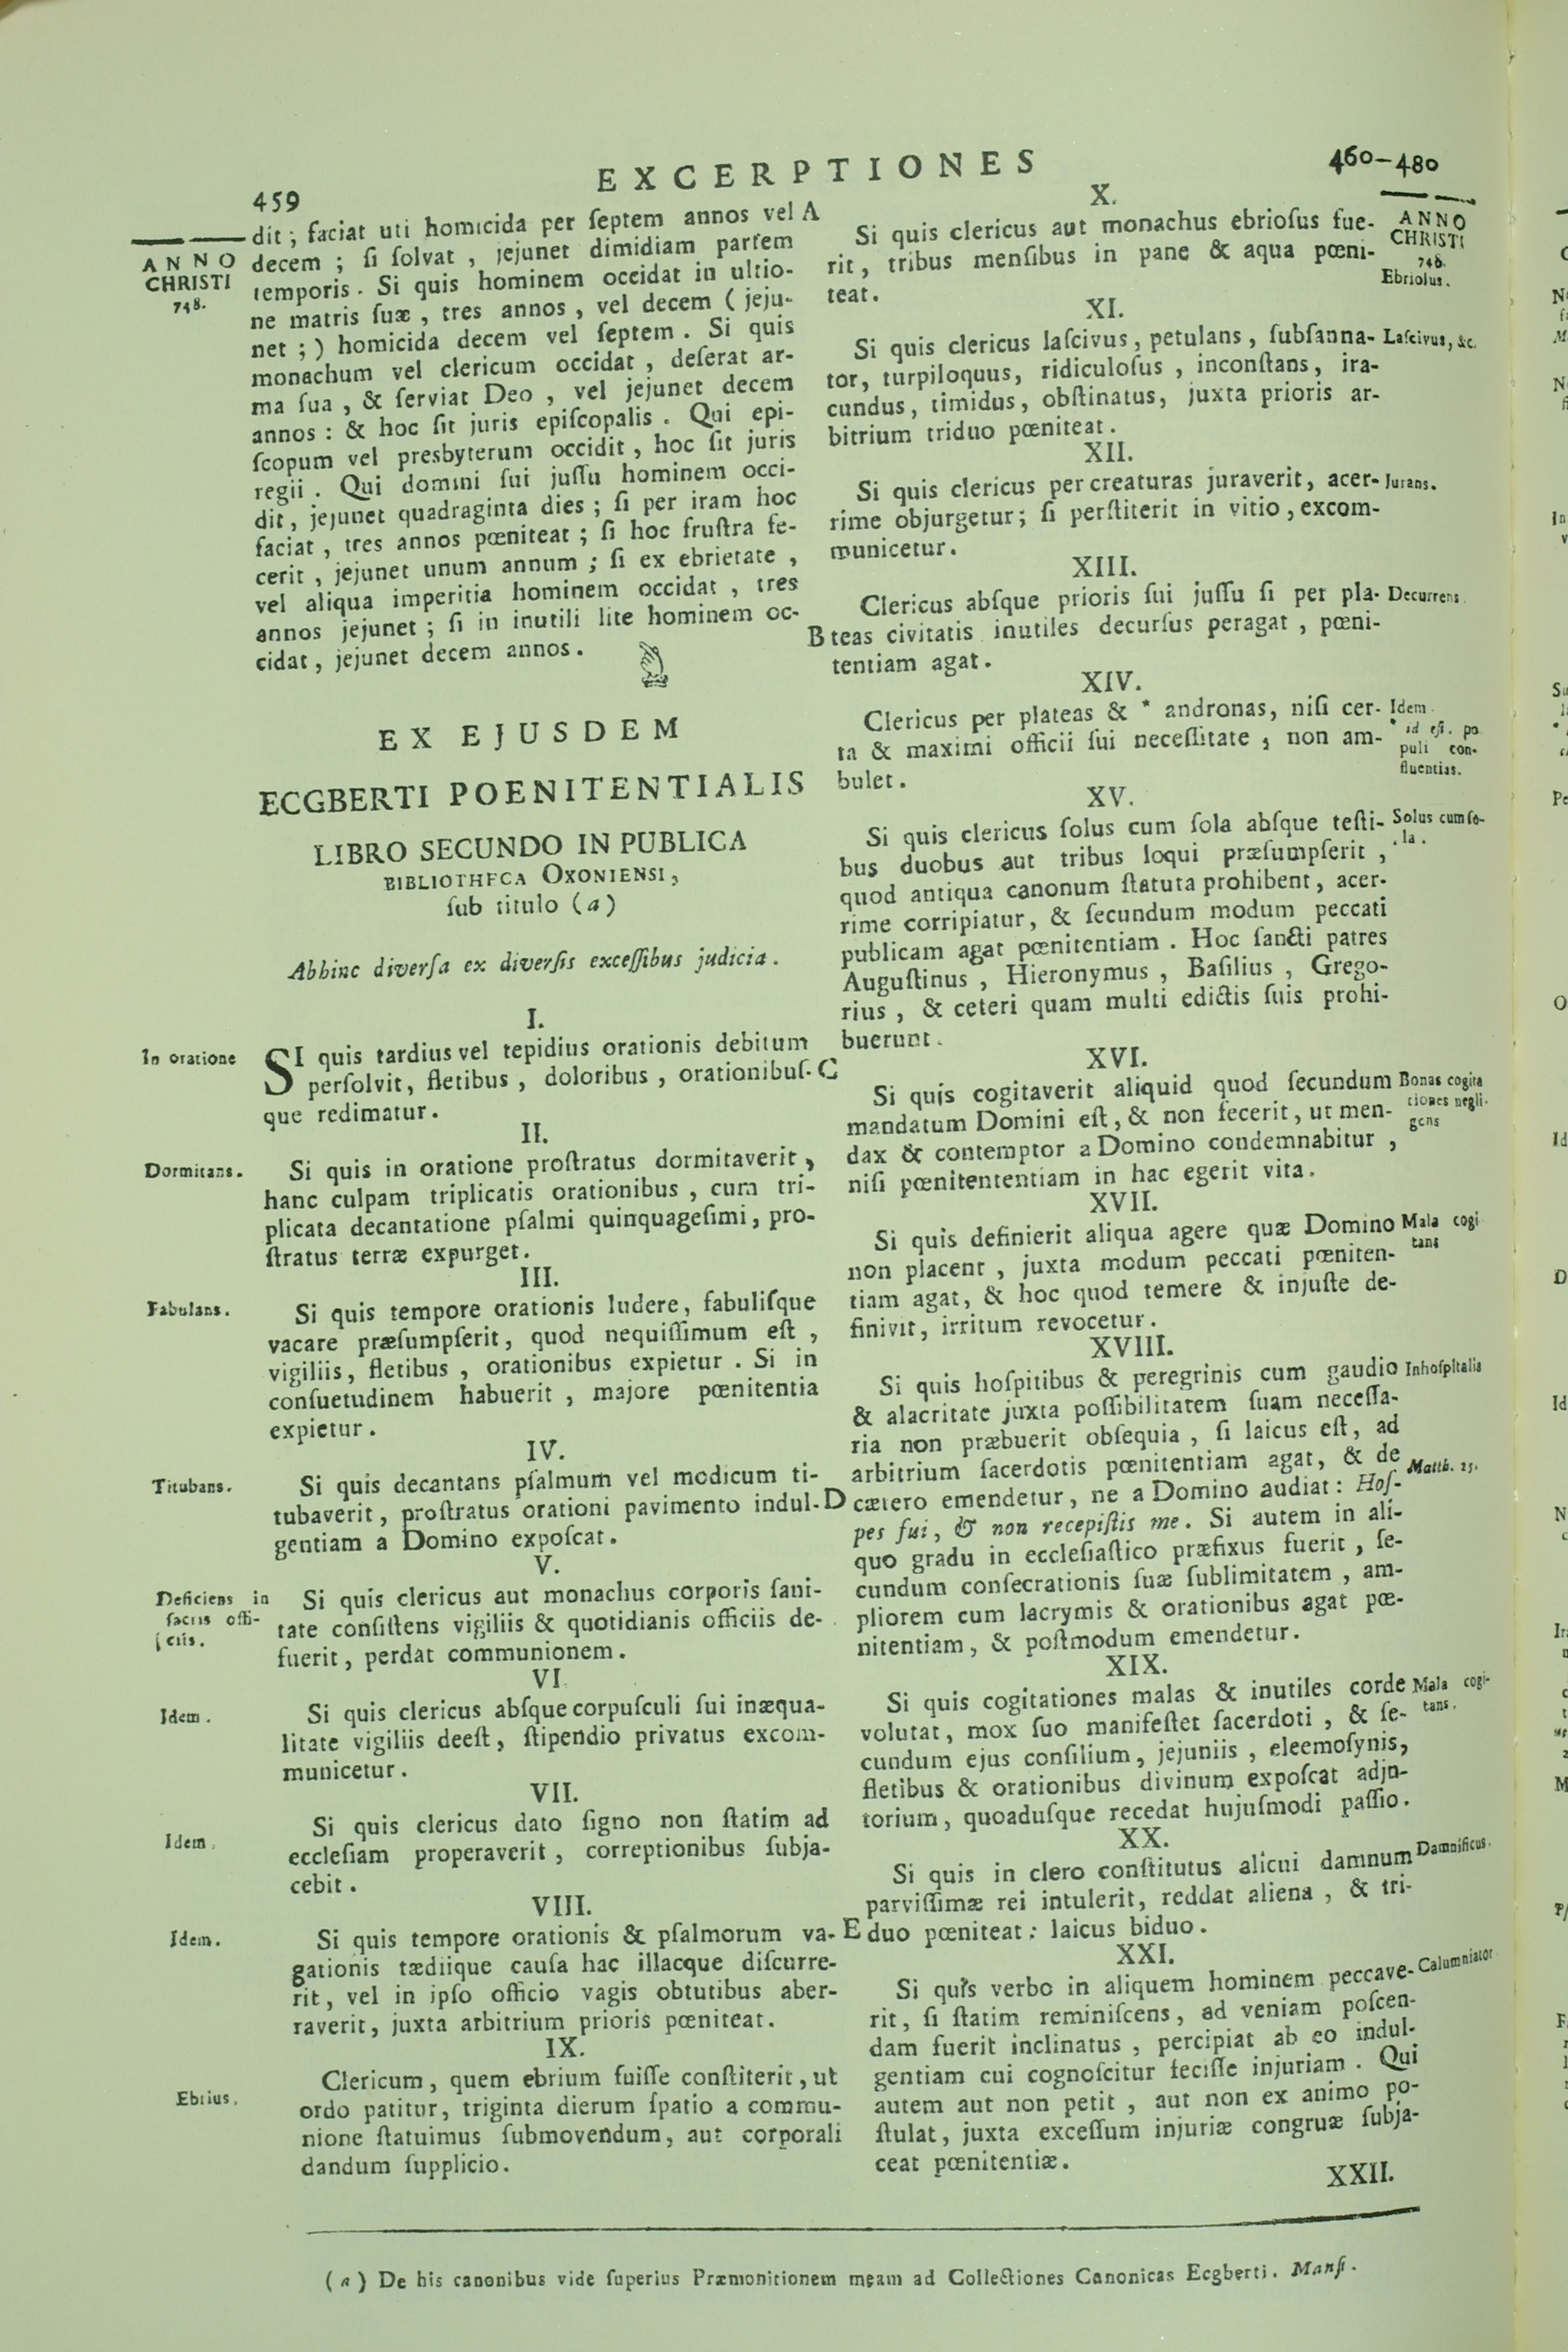 EXCERPTIONES
459
460-480
ANNO
CHRISTI
748.
dit; faciat uti homicida per ſeptem annos vel A
decem; ſi ſolvat, jejunet dimidiam partem
temporis. Si quis hominem occidat in ultio-
ne matris ſuæ, tres annos, vel decem (jeju-
net;) homicida decem vel ſeptem. Si quis
monachum vel clericum occidat, deſerat ar-
ma ſua, & ſerviat Deo, vel jejunet decem
annos: & hoc ſit juris epiſcopalis. Qui epi-
ſcopum vel presbyterum occidit, hoc ſit juris
regii. Qui domini ſui juſſu hominem occi-
dit, jejunet quadraginta dies; ſi per iram hoc
faciat, tres annos pœniteat; ſi hoc fruſtra fe-
cerit, jejunet unum annum; ſi ex ebrietate,
vel aliqua imperitia hominem occidat, tres
annos jejunet; ſi in inutili lite hominem oc-
cidat, jejunet decem annos.
EX EJUSDEM
ECGBERTI POENITENTIALIS
LIBRO SECUNDO IN PUBLICA
BIBLIOTHECA OXONIENSI,
ſub titulo (a)
Abhinc diverſa ex diverſis exceſſibus judicia.
I.
In oratione
SI quis tardius vel tepidius orationis debitum
perſolvit, fletibus, doloribus, orationibuſ- C
que redimatur.
II.
Dormitans.
Si quis in oratione proſtratus dormitaverit,
hanc culpam triplicatis orationibus, cum tri-
plicata decantatione pſalmi quinquageſimi, pro-
ſtratus terræ expurget.
III.
Fabulans.
Si quis tempore orationis ludere, fabuliſque
vacare præſumpſerit, quod nequiſſimum eſt,
vigiliis, fletibus, orationibus expietur. Si in
conſuetudinem habuerit, majore pœnitentia
expietur.
IV.
Titubans.
Si quis decantans pſalmum vel modicum ti-
tubaverit, proſtratus orationi pavimento indul- D
gentiam a Domino expoſcat.
V.
Deficiens in
ſacris offi-
ciis.
Si quis clericus aut monachus corporis ſani-
tate conſiſtens vigiliis & quotidianis officiis de-
fuerit, perdat communionem.
VI.
Idem.
Si quis clericus abſque corpuſculi ſui inæqua-
litate vigiliis deeſt, ſtipendio privatus excom-
municetur.
VII.
Idem.
Si quis clericus dato ſigno non ſtatim ad
eccleſiam properaverit, correptionibus ſubja-
cebit.
VIII.
Idem.
Si quis tempore orationis & pſalmorum va- E
gationis tædiique cauſa hac illacque diſcurre-
rit, vel in ipſo officio vagis obtutibus aber-
raverit, juxta arbitrium prioris pœniteat.
IX.
Ebrius.
Clericum, quem ebrium fuiſſe conſtiterit, ut
ordo patitur, triginta dierum ſpatio a commu-
nione ſtatuimus ſubmovendum, aut corporali
dandum ſupplicio.
X.
ANNO
CHRISTI
748.
Ebrioſus.
Si quis clericus aut monachus ebrioſus fue-
rit, tribus menſibus in pane & aqua pœni-
teat.
XI.
Si quis clericus laſcivus, petulans, ſubſanna- Laſcivus, &c.
tor, turpiloquus, ridiculoſus, inconſtans, ira-
cundus, timidus, obſtinatus, juxta prioris ar-
bitrium triduo pœniteat.
XII.
Si quis clericus per creaturas juraverit, acer- Jurans.
rime objurgetur; ſi perſtiterit in vitio, excom-
municetur.
XIII.
Clericus abſque prioris ſui juſſu ſi per pla- Decurrens.
B teas civitatis inutiles decurſus peragat, pœni-
tentiam agat.
XIV.
Clericus per plateas & * andronas, niſi cer- Idem.
ta & maximi officii ſui neceſſitate, non am-
bulet.
* id eſt. po
puli con-
fluentias.
XV.
Si quis clericus ſolus cum ſola abſque teſti- Solus cum ſo-
la.
bus duobus aut tribus loqui præſumpſerit,
quod antiqua canonum ſtatuta prohibent, acer-
rime corripiatur, & ſecundum modum peccati
publicam agat pœnitentiam. Hoc ſancti patres
Auguſtinus, Hieronymus, Baſilius, Grego-
rius, & ceteri quam multi edictis ſuis prohi-
buerunt.
XVI.
Si quis cogitaverit aliquid quod ſecundum Bonas cogita
tiones negli-
gens
mandatum Domini eſt, & non fecerit, ut men-
dax & contemptor a Domino condemnabitur,
niſi pœnitententiam in hac egerit vita.
XVII.
Si quis definierit aliqua agere quæ Domino Mala cogi
tans
non placent, juxta modum peccati pœniten-
tiam agat, & hoc quod temere & injuſte de-
finivit, irritum revocetur.
XVIII.
Si quis hoſpitibus & peregrinis cum gaudio Inhoſpitalis
& alacritate juxta poſſibilitatem ſuam neceſſa-
ria non præbuerit obſequia, ſi laicus eſt, ad
arbitrium ſacerdotis pœnitentiam agat, & de Matth. 25.
cætero emendetur, ne a Domino audiat: Hoſ-
pes fui, & non recepiſtis me. Si autem in ali-
quo gradu in eccleſiaſtico præfixus fuerit, ſe-
cundum conſecrationis ſuæ ſublimitatem, am-
pliorem cum lacrymis & orationibus agat pœ-
nitentiam, & poſtmodum emendetur.
XIX.
Si quis cogitationes malas & inutiles corde Mala cogi-
tans.
volutat, mox ſuo manifeſtet ſacerdoti, & ſe-
cundum ejus conſilium, jejuniis, eleemoſynis,
fletibus & orationibus divinum expoſcat adju-
torium, quoaduſque recedat hujuſmodi paſſio.
XX.
Si quis in clero conſtitutus alicui damnum Damnificus.
parviſſimæ rei intulerit, reddat aliena, & tri-
duo pœniteat: laicus biduo.
XXI.
Si quis verbo in aliquem hominem peccave- Calumniator
rit, ſi ſtatim reminiſcens, ad veniam poſcen-
dam fuerit inclinatus, percipiat ab eo indul-
gentiam cui cognoſcitur feciſſe injuriam. Qui
autem aut non petit, aut non ex animo po-
ſtulat, juxta exceſſum injuriæ congruæ ſubja-
ceat pœnitentiæ.
XXII.
(a) De his canonibus vide ſuperius Præmonitionem meam ad Collectiones Canonicas Ecgberti. Manſi.